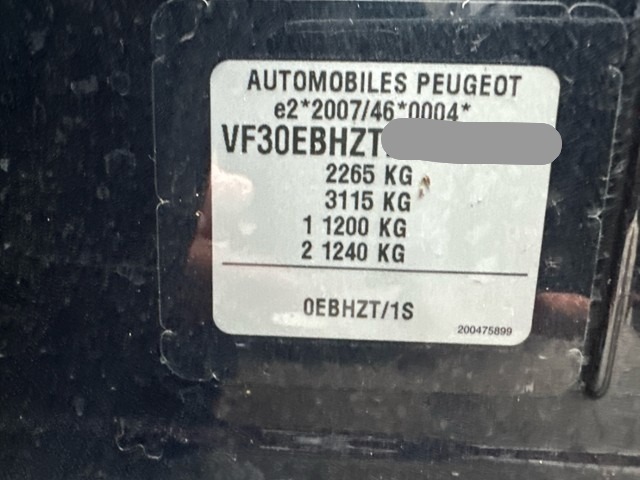 AUTOMOBILES PEUGEOT
e2*2007/46*0004*
VF30EBHZT
2265 KG
3115 KG
1 1200 KG
2 1240 KG
0EBHZT/1S
200475899